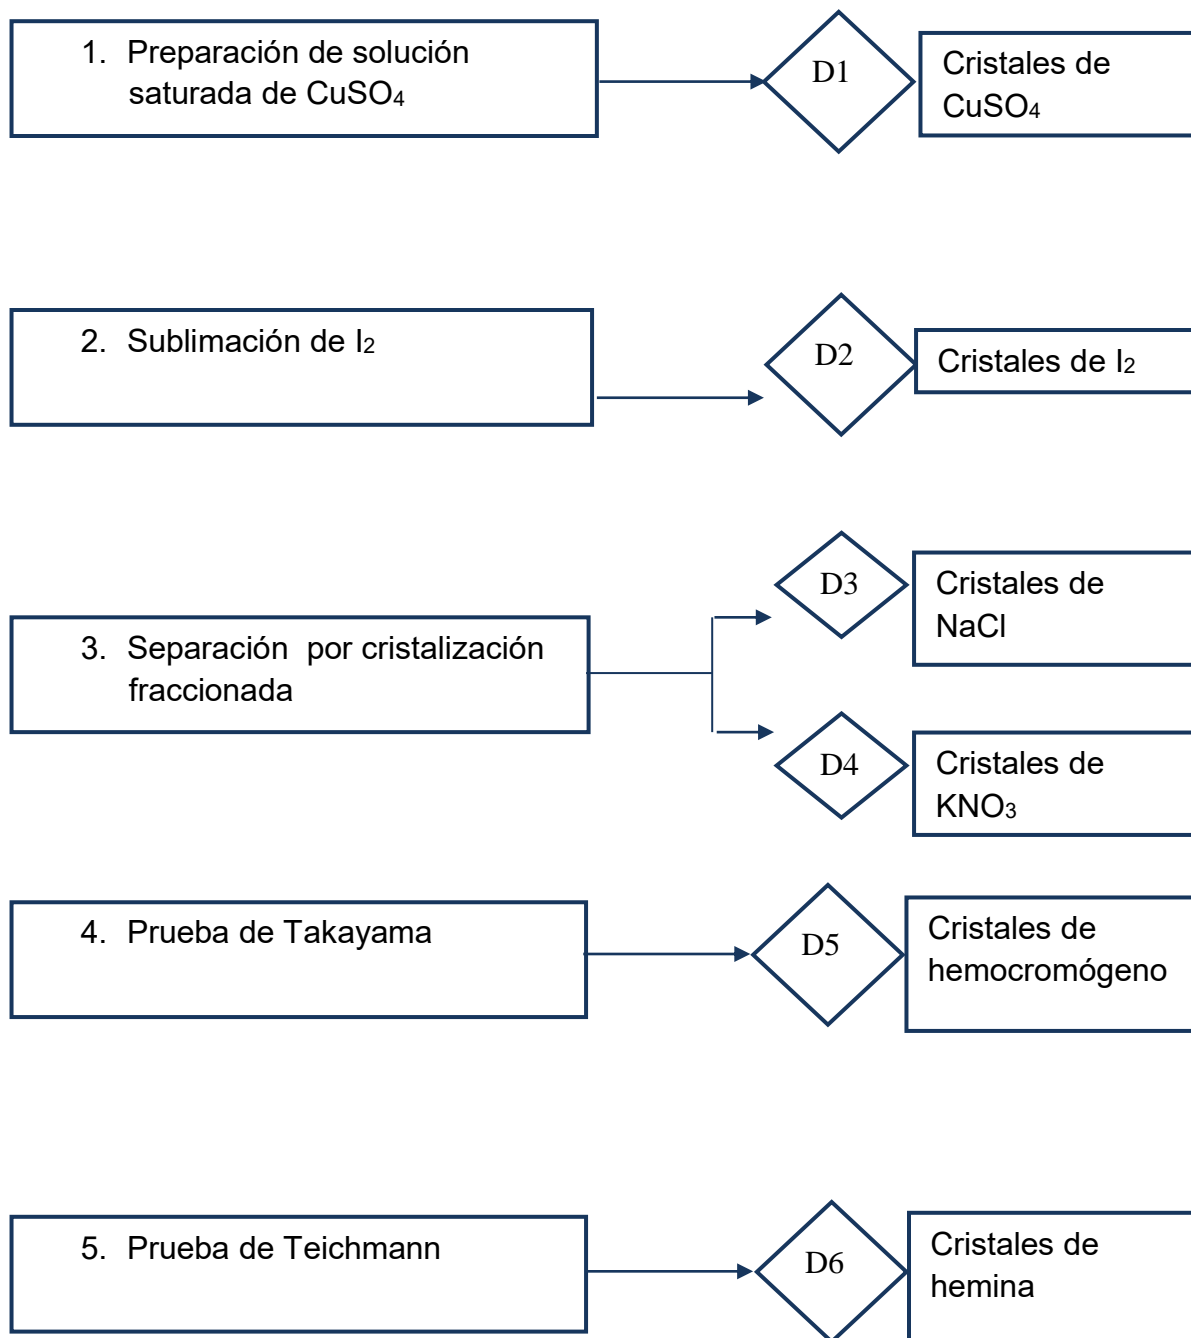 1. Preparación de solución
saturada de CuSO₄
D1
Cristales de
CuSO₄
2. Sublimación de I₂
D2
Cristales de I₂
3. Separación por cristalización
fraccionada
D3
Cristales de
NaCl
D4
Cristales de
KNO₃
4. Prueba de Takayama
D5
Cristales de
hemocromógeno
5. Prueba de Teichmann
D6
Cristales de
hemina